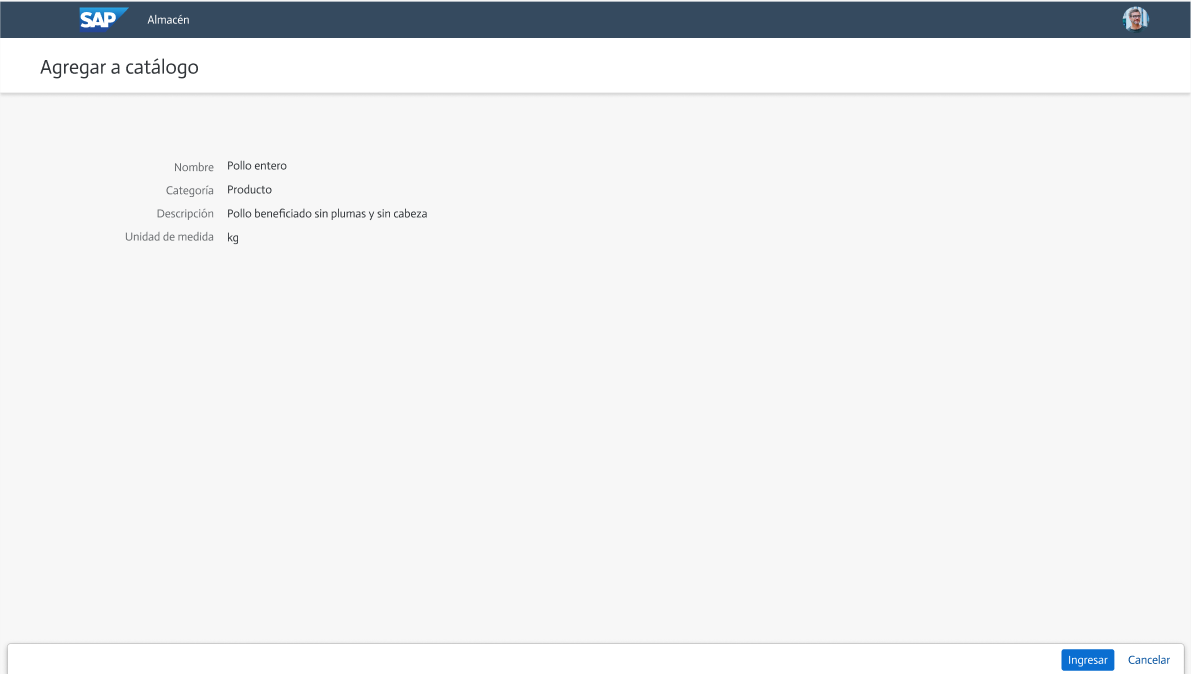 SAP Almacén
Agregar a catálogo
Nombre Pollo entero
Categoría Producto
Descripción Pollo beneficiado sin plumas y sin cabeza
Unidad de medida kg
Ingresar Cancelar